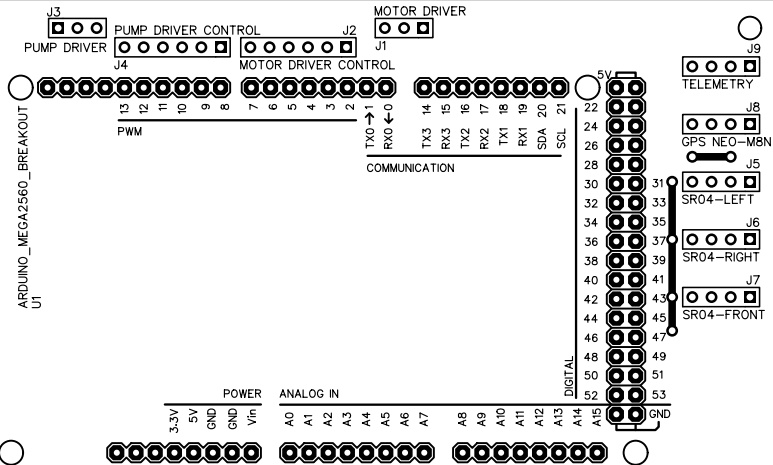 J3
PUMP DRIVER
PUMP DRIVER CONTROL
J4
J2
MOTOR DRIVER CONTROL
MOTOR DRIVER
J1
J9
TELEMETRY
J8
GPS NEO-M8N
J5
SR04-LEFT
J6
SR04-RIGHT
J7
SR04-FRONT
ARDUINO_MEGA2560_BREAKOUT
U1
13 12 11 10 9 8
7 6 5 4 3 2 1 0
PWM
TX0 RX0
14 15 16 17 18 19 20 21
TX3 RX3 TX2 RX2 TX1 RX1 SDA SCL
COMMUNICATION
5V
22
24
26
28
30 31
32 33
34 35
36 37
38 39
40 41
42 43
44 45
46 47
48 49
50 51
52 53
GND
DIGITAL
POWER
3.3V 5V GND GND Vin
ANALOG IN
A0 A1 A2 A3 A4 A5 A6 A7
A8 A9 A10 A11 A12 A13 A14 A15